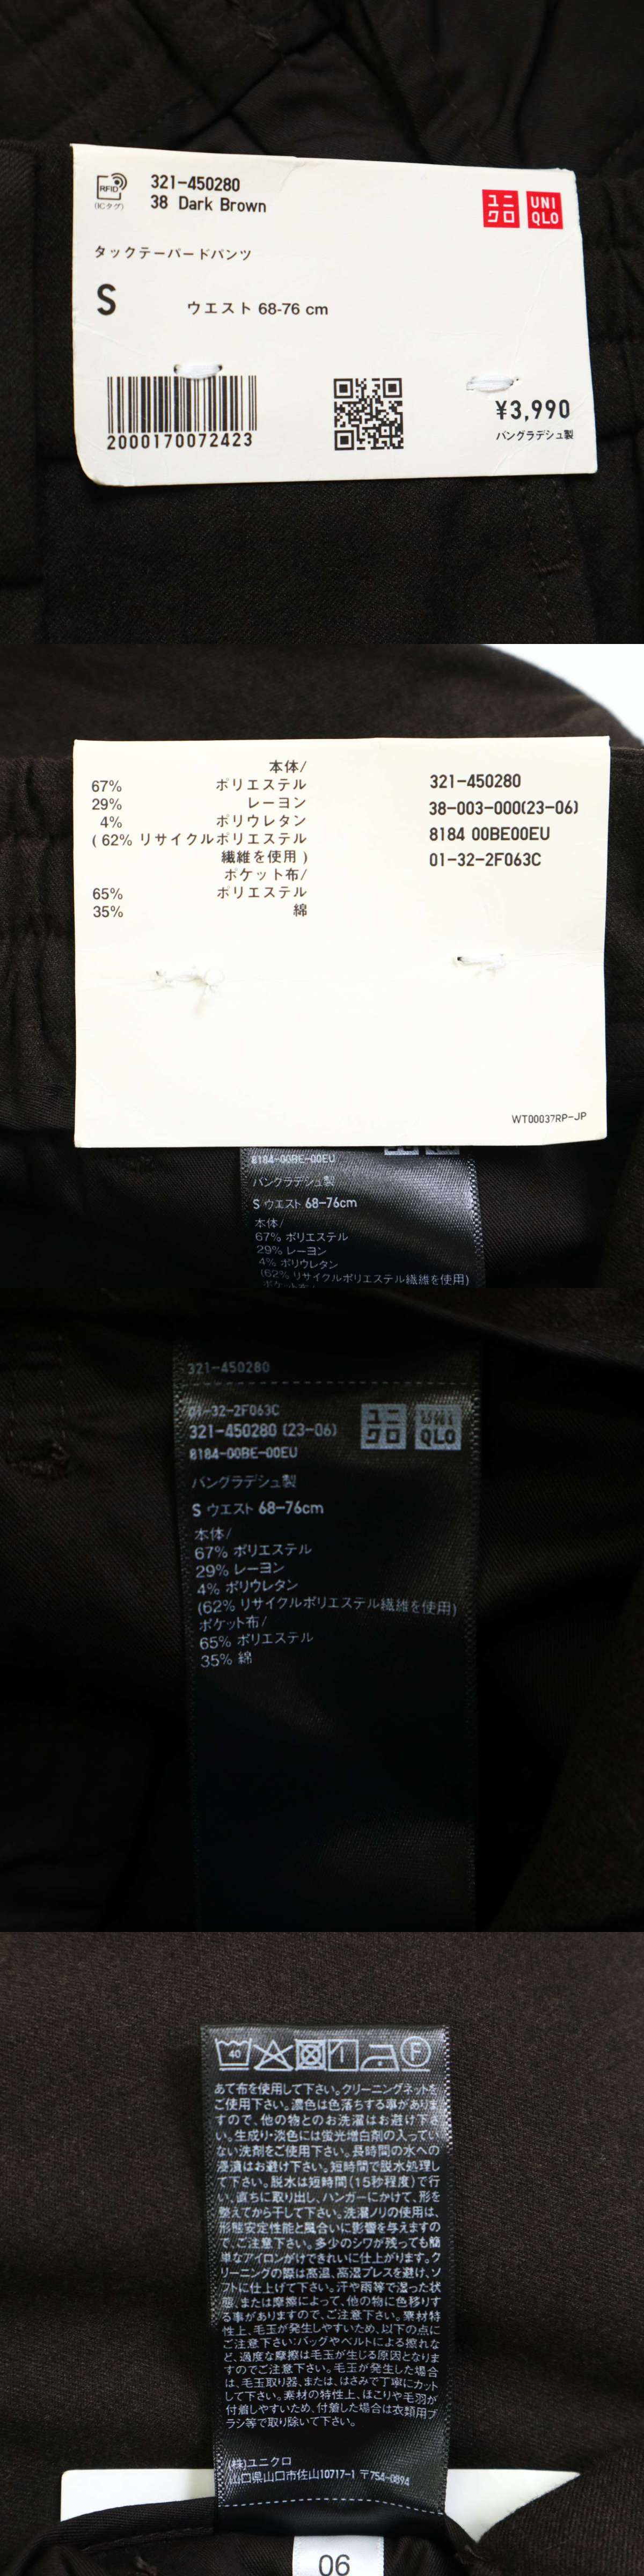 RFID
(ICタグ)
321-450280
38 Dark Brown
ユニ
クロ
UNI
QLO
タックテーパードパンツ
S
ウエスト 68-76 cm
2000170072423
¥3,990
バングラデシュ製
本体/
67% ポリエステル
29% レーヨン
4% ポリウレタン
( 62% リサイクルポリエステル
繊維を使用 )
ポケット布/
65% ポリエステル
35% 綿
321-450280
38-003-000(23-06)
8184 00BE00EU
01-32-2F063C
WT00037RP-JP
8184-00BE-00EU
バングラデシュ製
S ウエスト 68-76cm
本体/
67% ポリエステル
29% レーヨン
4% ポリウレタン
(62% リサイクルポリエステル繊維を使用)
ポケット布/
321-450280
01-32-2F063C
321-450280 (23-06)
8184-00BE-00EU
ユニ
クロ
QLO
バングラデシュ製
S ウエスト 68-76cm
本体/
67% ポリエステル
29% レーヨン
4% ポリウレタン
(62% リサイクルポリエステル繊維を使用)
ポケット布/
65% ポリエステル
35% 綿
40
F
あて布を使用して下さい。クリーニングネットを
ご使用下さい。濃色は色落ちする事がありま
すので、他の物とのお洗濯はお避け下さ
い。生成り・淡色には蛍光増白剤の入ってい
ない洗剤をご使用下さい。長時間の水への
浸漬はお避け下さい。短時間で脱水処理し
て下さい。脱水は短時間(15秒程度)で行
い、直ちに取り出し、ハンガーにかけて、形を
整えてから干して下さい。洗濯ノリの使用は、
形態安定性能と風合いに影響を与えますの
で、ご注意下さい。多少のシワが残っても簡
単なアイロンがけできれいに仕上がります。ク
リーニングの際は高温、高湿プレスを避け、ソ
フトに仕上げて下さい。汗や雨等で湿った状
態、または摩擦によって、他の物に色移りす
る事がありますので、ご注意下さい。素材特
性上、毛玉が発生しやすいため、以下の点に
ご注意下さい:バッグやベルトによる擦れな
ど、過度な摩擦は毛玉が生じる原因となりま
すのでご注意下さい。毛玉が発生した場合
は、毛玉取り器、または、はさみで丁寧にカット
して下さい。素材の特性上、ほこりや毛羽が
付着しやすいため、付着した場合は衣類用ブ
ラシ等で取り除いて下さい。
(株)ユニクロ
山口県山口市佐山10717-1 〒754-0894
06